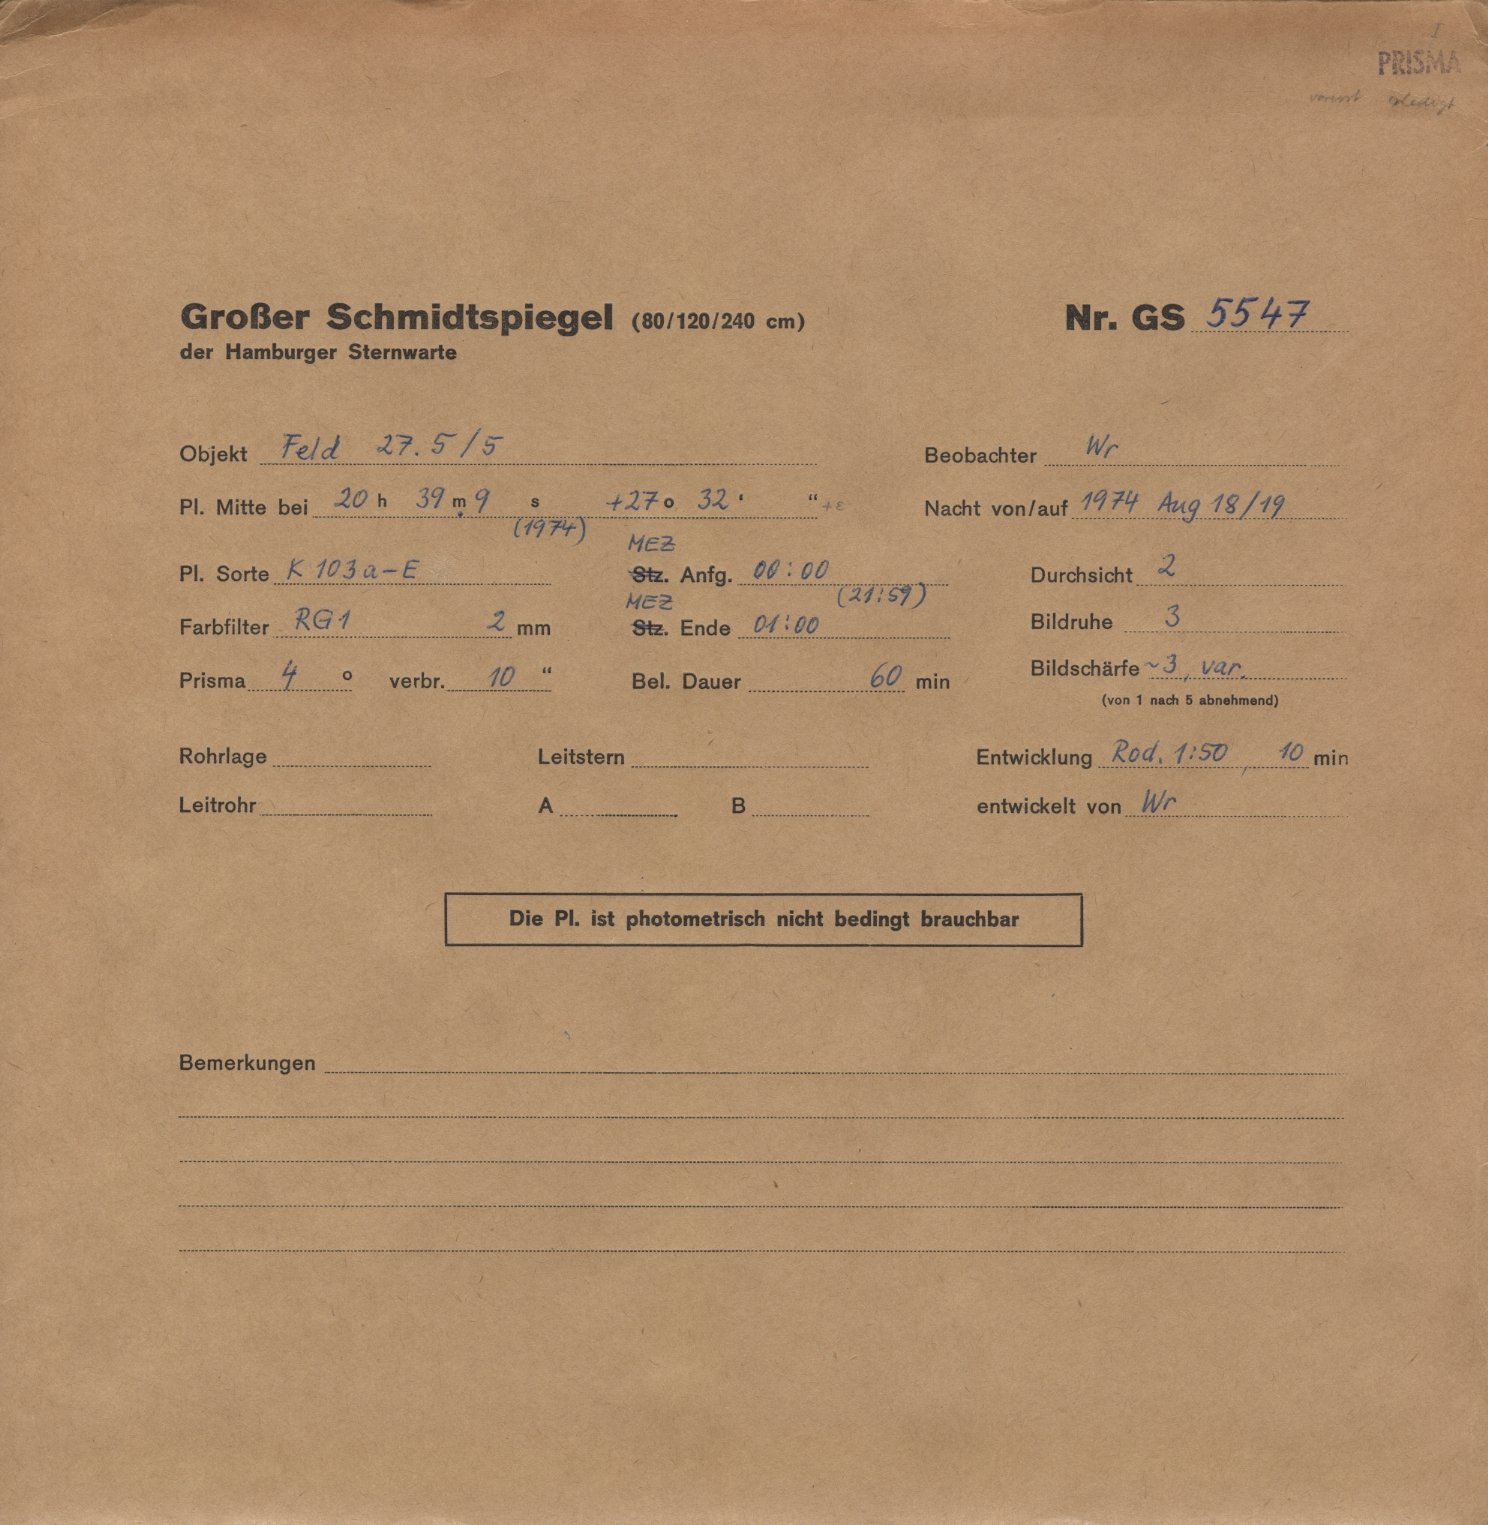 I
PRISMA
erledigt
Großer Schmidtspiegel (80/120/240 cm) Nr. GS 5547
der Hamburger Sternwarte
Objekt Feld 27.5/5 Beobachter Wr
Pl. Mitte bei 20 h 39 m. 9 s +27 o 32 ' " +ε Nacht von/auf 1974 Aug 18/19
(1974)
MEZ
Pl. Sorte K 103a-E Stz. Anfg. 00:00 Durchsicht 2
MEZ (21:59)
Farbfilter RG1 2 mm Stz. Ende 01:00 Bildruhe 3
Prisma 4 o verbr. 10 " Bel. Dauer 60 min Bildschärfe ~3, var.
(von 1 nach 5 abnehmend)
Rohrlage Leitstern Entwicklung Rod. 1:50, 10 min
Leitrohr A B entwickelt von Wr
Die Pl. ist photometrisch nicht bedingt brauchbar
Bemerkungen